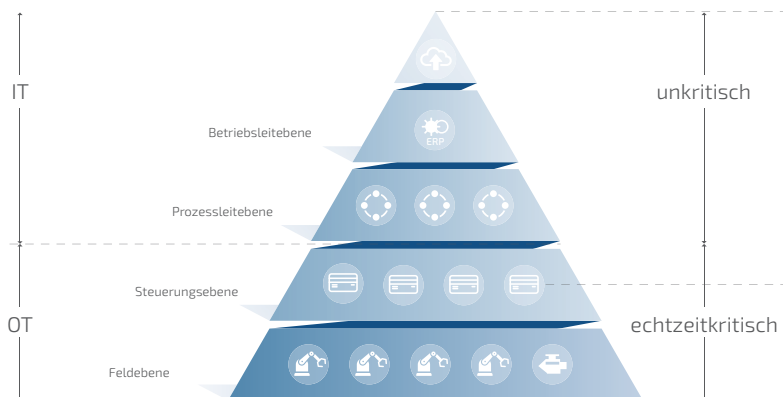 IT
unkritisch
Betriebsleitebene
ERP
Prozessleitebene
Steuerungsebene
OT
echtzeitkritisch
Feldebene